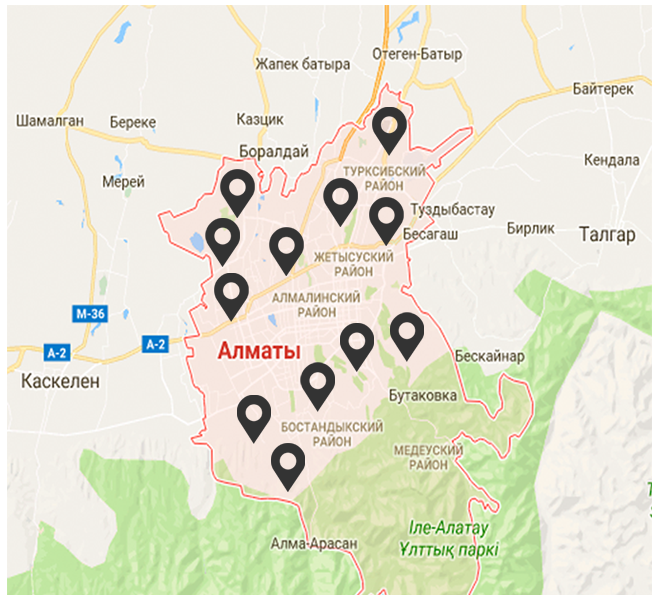 Отеген-Батыр
Жапек батыра
Байтерек
Шамалган
Береке
Казцик
Боралдай
Кендала
ТУРКСИБСКИЙ
РАЙОН
Мерей
Туздыбастау
Бирлик
Бесагаш
Талгар
ЖЕТЫСУСКИЙ
РАЙОН
АЛМАЛИНСКИЙ
РАЙОН
М-36
А-2
А-2
Алматы
Бескайнар
Каскелен
Бутаковка
БОСТАНДЫКСКИЙ
РАЙОН
МЕДЕУСКИЙ
РАЙОН
Іле-Алатау
Ұлттық паркі
Алма-Арасан